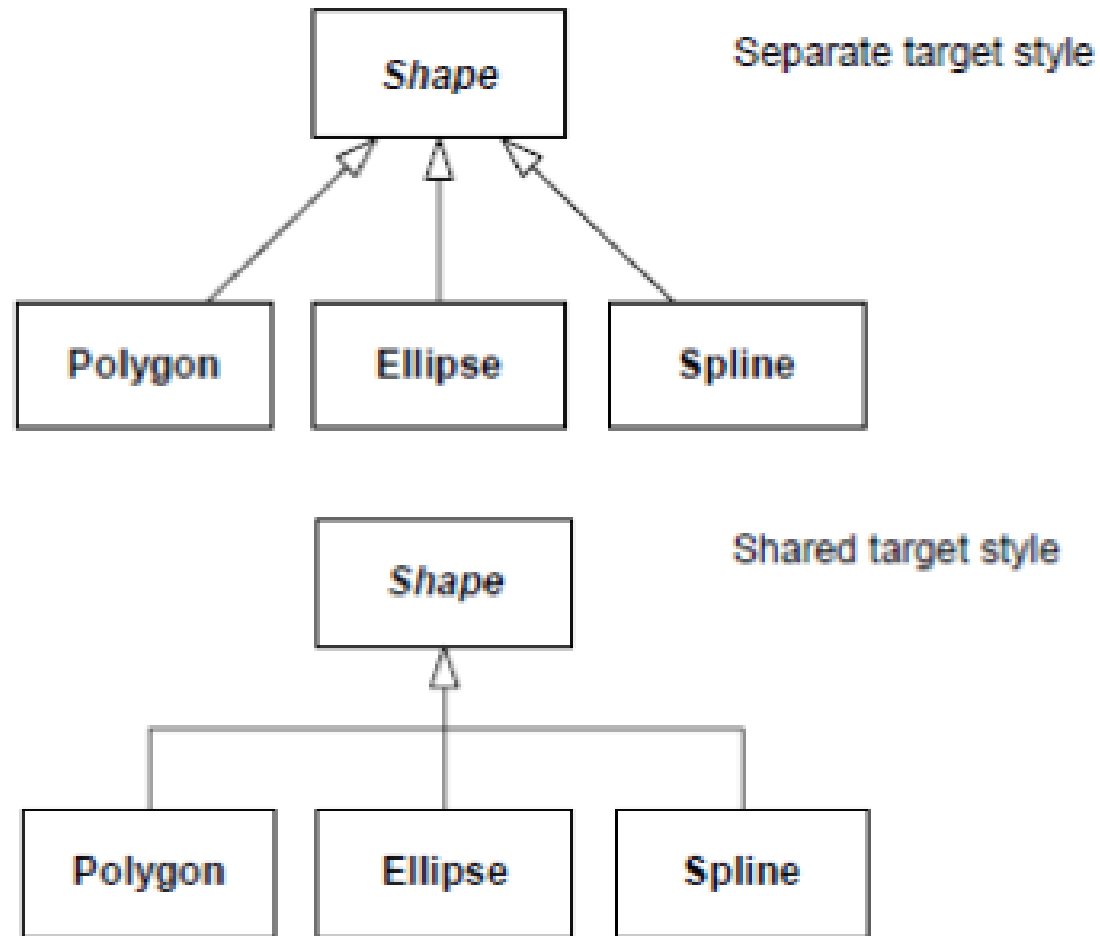 Shape
Separate target style
Polygon
Ellipse
Spline
Shape
Shared target style
Polygon
Ellipse
Spline